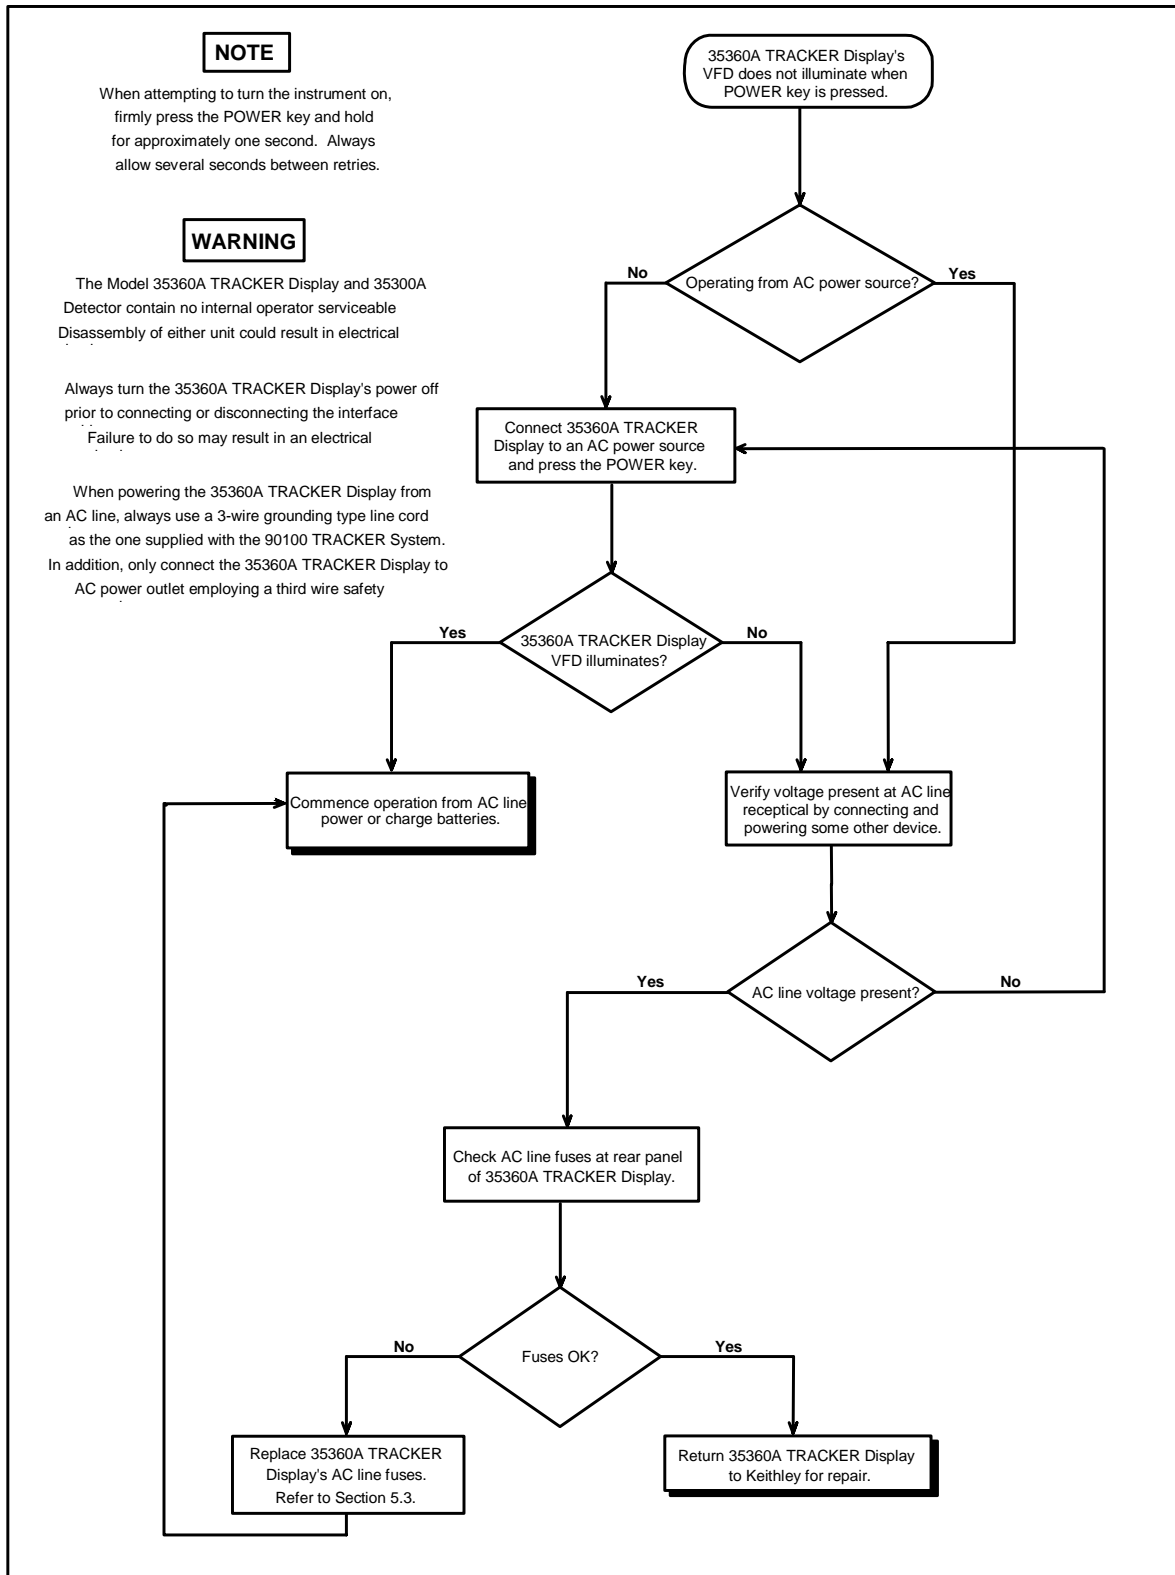 NOTE
When attempting to turn the instrument on,
firmly press the POWER key and hold
for approximately one second.  Always
allow several seconds between retries.
WARNING
The Model 35360A TRACKER Display and 35300A
Detector contain no internal operator serviceable
Disassembly of either unit could result in electrical
Always turn the 35360A TRACKER Display's power off
prior to connecting or disconnecting the interface
Failure to do so may result in an electrical
When powering the 35360A TRACKER Display from
an AC line, always use a 3-wire grounding type line cord
as the one supplied with the 90100 TRACKER System.
In addition, only connect the 35360A TRACKER Display to
AC power outlet employing a third wire safety
35360A TRACKER Display's
VFD does not illuminate when
POWER key is pressed.
No
Operating from AC power source?
Yes
Connect 35360A TRACKER
Display to an AC power source
and press the POWER key.
Yes
35360A TRACKER Display
VFD illuminates?
No
Commence operation from AC line
power or charge batteries.
Verify voltage present at AC line
receptical by connecting and
powering some other device.
Yes
AC line voltage present?
No
Check AC line fuses at rear panel
of 35360A TRACKER Display.
No
Fuses OK?
Yes
Replace 35360A TRACKER
Display's AC line fuses.
Refer to Section 5.3.
Return 35360A TRACKER Display
to Keithley for repair.